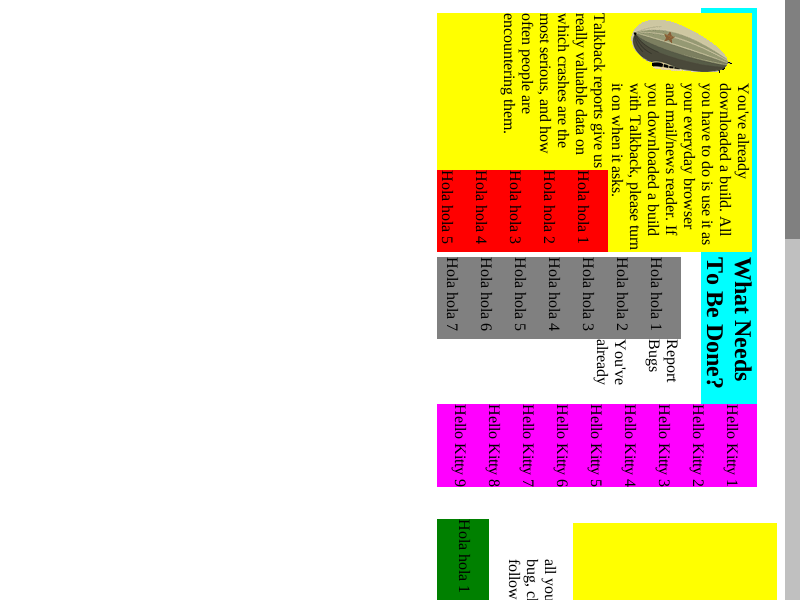 You've already
downloaded a build. All
you have to do is use it as
your everyday browser
and mail/news reader. If
you downloaded a build
with Talkback, please turn
it on when it asks.
Talkback reports give us
really valuable data on
which crashes are the
most serious, and how
often people are
encountering them.
Hola hola 1
Hola hola 2
Hola hola 3
Hola hola 4
Hola hola 5
What Needs
To Be Done?
Hola hola 1
Hola hola 2
Hola hola 3
Hola hola 4
Hola hola 5
Hola hola 6
Hola hola 7
Report
Bugs
You've
already
Hello Kitty 1
Hello Kitty 2
Hello Kitty 3
Hello Kitty 4
Hello Kitty 5
Hello Kitty 6
Hello Kitty 7
Hello Kitty 8
Hello Kitty 9
all you
bug, cl
follow
Hola hola 1